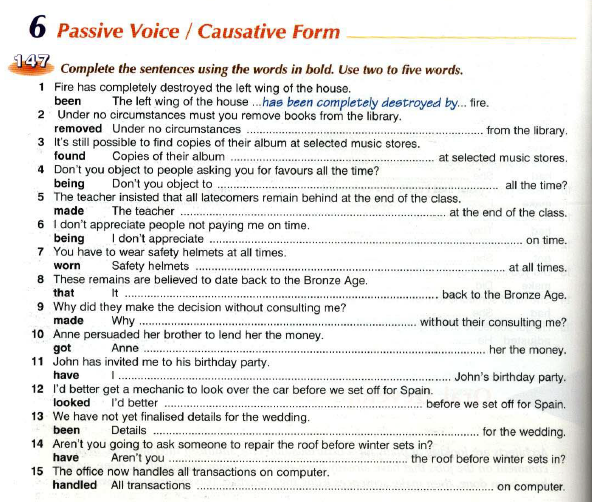 6 Passive Voice / Causative Form
147 Complete the sentences using the words in bold. Use two to five words.
1 Fire has completely destroyed the left wing of the house.
been The left wing of the house ...has been completely destroyed by... fire.
2 Under no circumstances must you remove books from the library.
removed Under no circumstances .......... from the library.
3 It's still possible to find copies of their album at selected music stores.
found Copies of their album .......... at selected music stores.
4 Don't you object to people asking you for favours all the time?
being Don't you object to .......... all the time?
5 The teacher insisted that all latecomers remain behind at the end of the class.
made The teacher .......... at the end of the class.
6 I don't appreciate people not paying me on time.
being I don't appreciate .......... on time.
7 You have to wear safety helmets at all times.
worn Safety helmets .......... at all times.
8 These remains are believed to date back to the Bronze Age.
that It .......... back to the Bronze Age.
9 Why did they make the decision without consulting me?
made Why .......... without their consulting me?
10 Anne persuaded her brother to lend her the money.
got Anne .......... her the money.
11 John has invited me to his birthday party.
have I .......... John's birthday party.
12 I'd better get a mechanic to look over the car before we set off for Spain.
looked I'd better .......... before we set off for Spain.
13 We have not yet finalised details for the wedding.
been Details .......... for the wedding.
14 Aren't you going to ask someone to repair the roof before winter sets in?
have Aren't you .......... the roof before winter sets in?
15 The office now handles all transactions on computer.
handled All transactions .......... on computer.